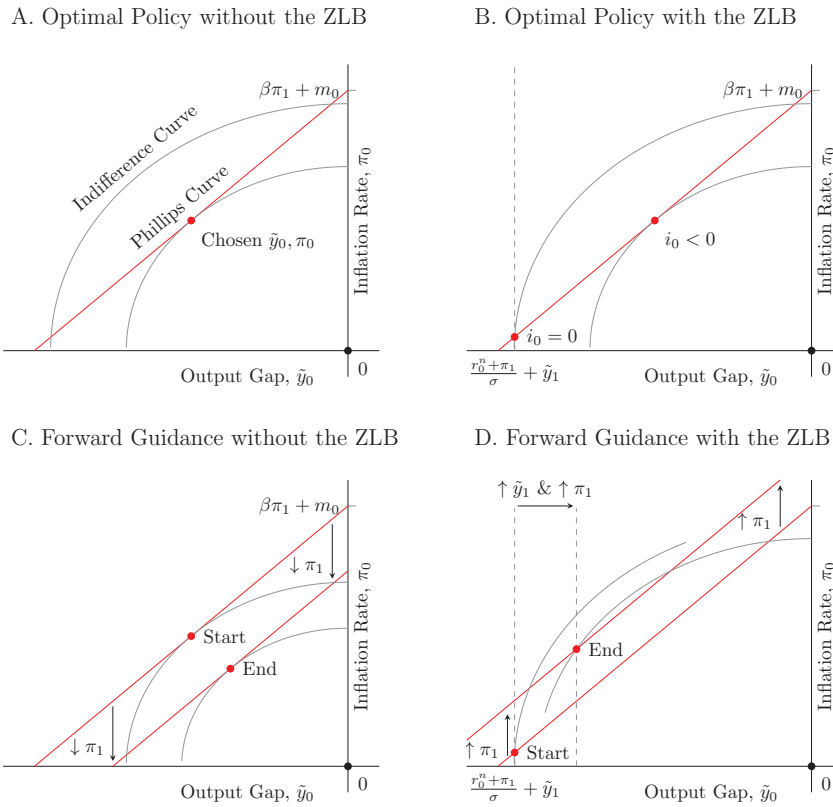 A. Optimal Policy without the ZLB
βπ₁ + m₀
Indifference Curve
Phillips Curve
Chosen ỹ₀, π₀
Inflation Rate, π₀
Output Gap, ỹ₀
0
B. Optimal Policy with the ZLB
βπ₁ + m₀
i₀ < 0
i₀ = 0
Inflation Rate, π₀
(r₀ⁿ+π₁)/σ + ỹ₁
Output Gap, ỹ₀
0
C. Forward Guidance without the ZLB
βπ₁ + m₀
↓ π₁
Start
End
↓ π₁
Inflation Rate, π₀
Output Gap, ỹ₀
0
D. Forward Guidance with the ZLB
↑ ỹ₁ & ↑ π₁
↑ π₁
End
↑ π₁
Start
Inflation Rate, π₀
(r₀ⁿ+π₁)/σ + ỹ₁
Output Gap, ỹ₀
0